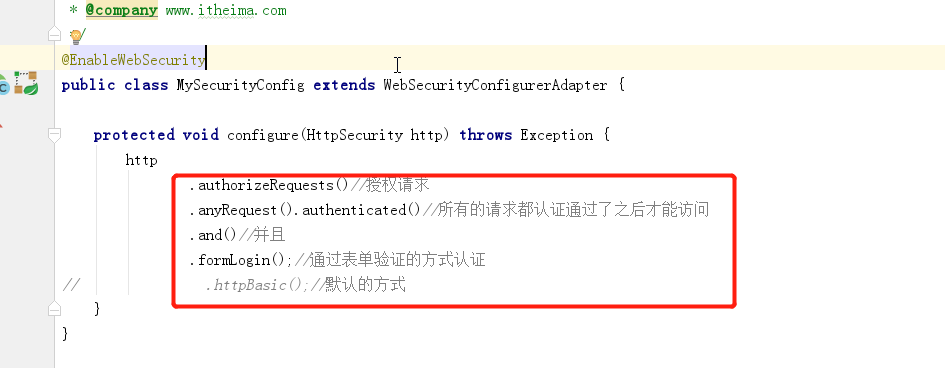 * @company www.itheima.com
@EnableWebSecurity
public class MySecurityConfig extends WebSecurityConfigurerAdapter {
protected void configure(HttpSecurity http) throws Exception {
http
.authorizeRequests()//授权请求
.anyRequest().authenticated()//所有的请求都认证通过了之后才能访问
.and()//并且
.formLogin();//通过表单验证的方式认证
// .httpBasic();//默认的方式
}
}